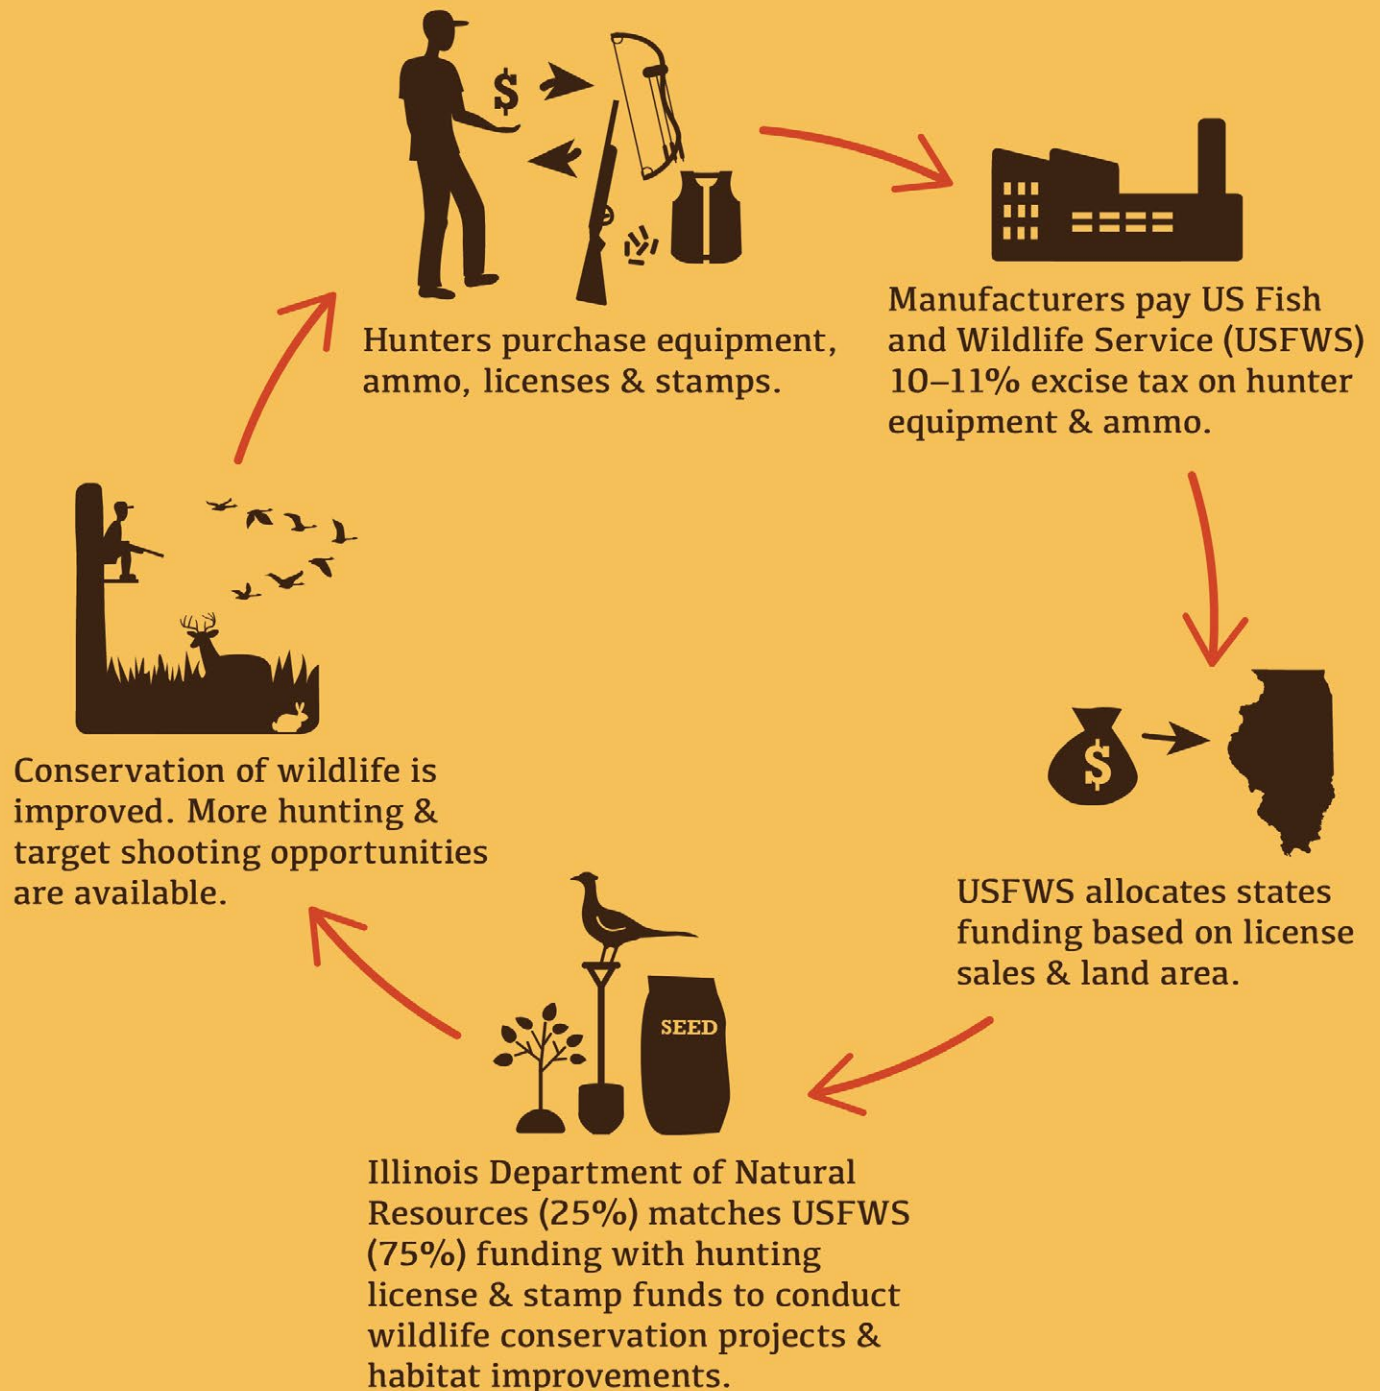 $
Hunters purchase equipment,
ammo, licenses & stamps.
Manufacturers pay US Fish
and Wildlife Service (USFWS)
10–11% excise tax on hunter
equipment & ammo.
$
USFWS allocates states
funding based on license
sales & land area.
SEED
Illinois Department of Natural
Resources (25%) matches USFWS
(75%) funding with hunting
license & stamp funds to conduct
wildlife conservation projects &
habitat improvements.
Conservation of wildlife is
improved. More hunting &
target shooting opportunities
are available.